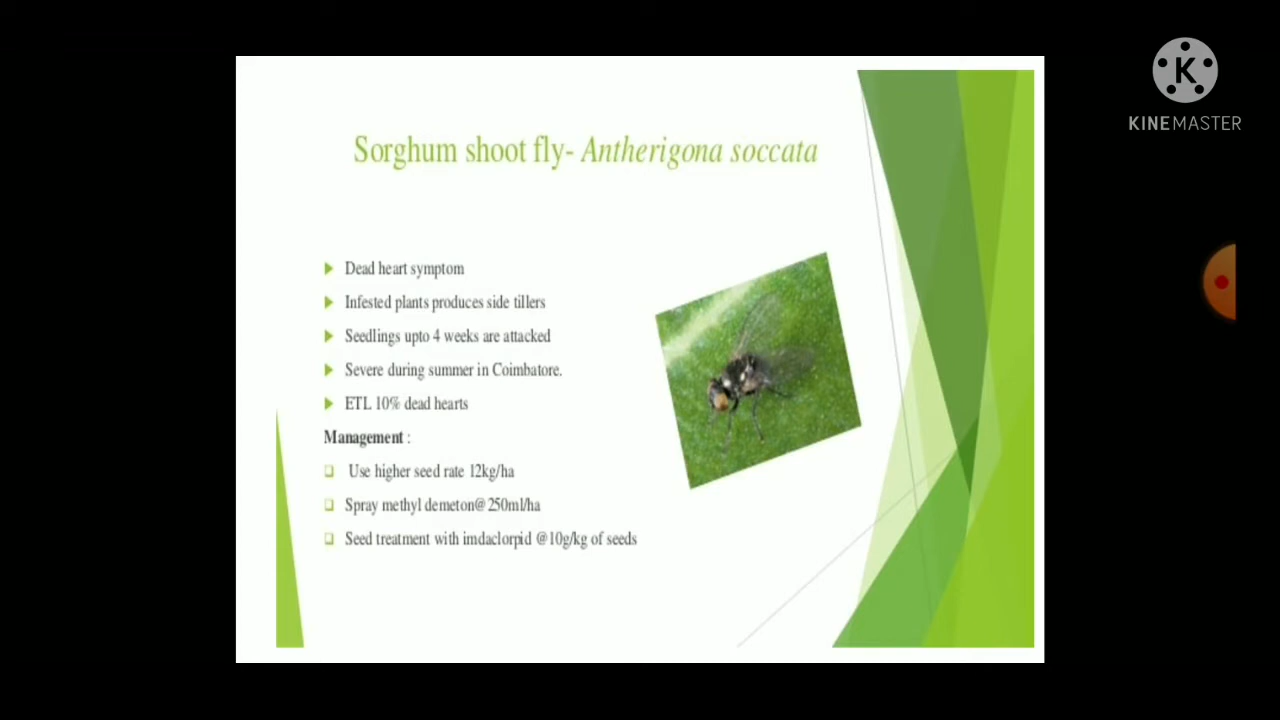 KINEMASTER
Sorghum shoot fly- Antherigona soccata
Dead heart symptom
Infested plants produces side tillers
Seedlings upto 4 weeks are attacked
Severe during summer in Coimbatore.
ETL 10% dead hearts
Management :
Use higher seed rate 12kg/ha
Spray methyl demeton@250ml/ha
Seed treatment with imdaclorpid @10g/kg of seeds